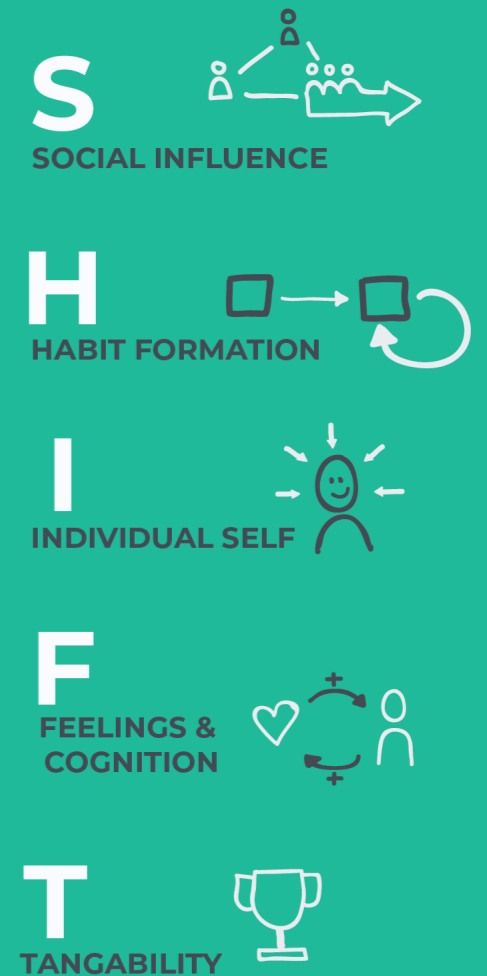 S
SOCIAL INFLUENCE
H
HABIT FORMATION
I
INDIVIDUAL SELF
F
FEELINGS &
COGNITION
+
+
T
TANGABILITY